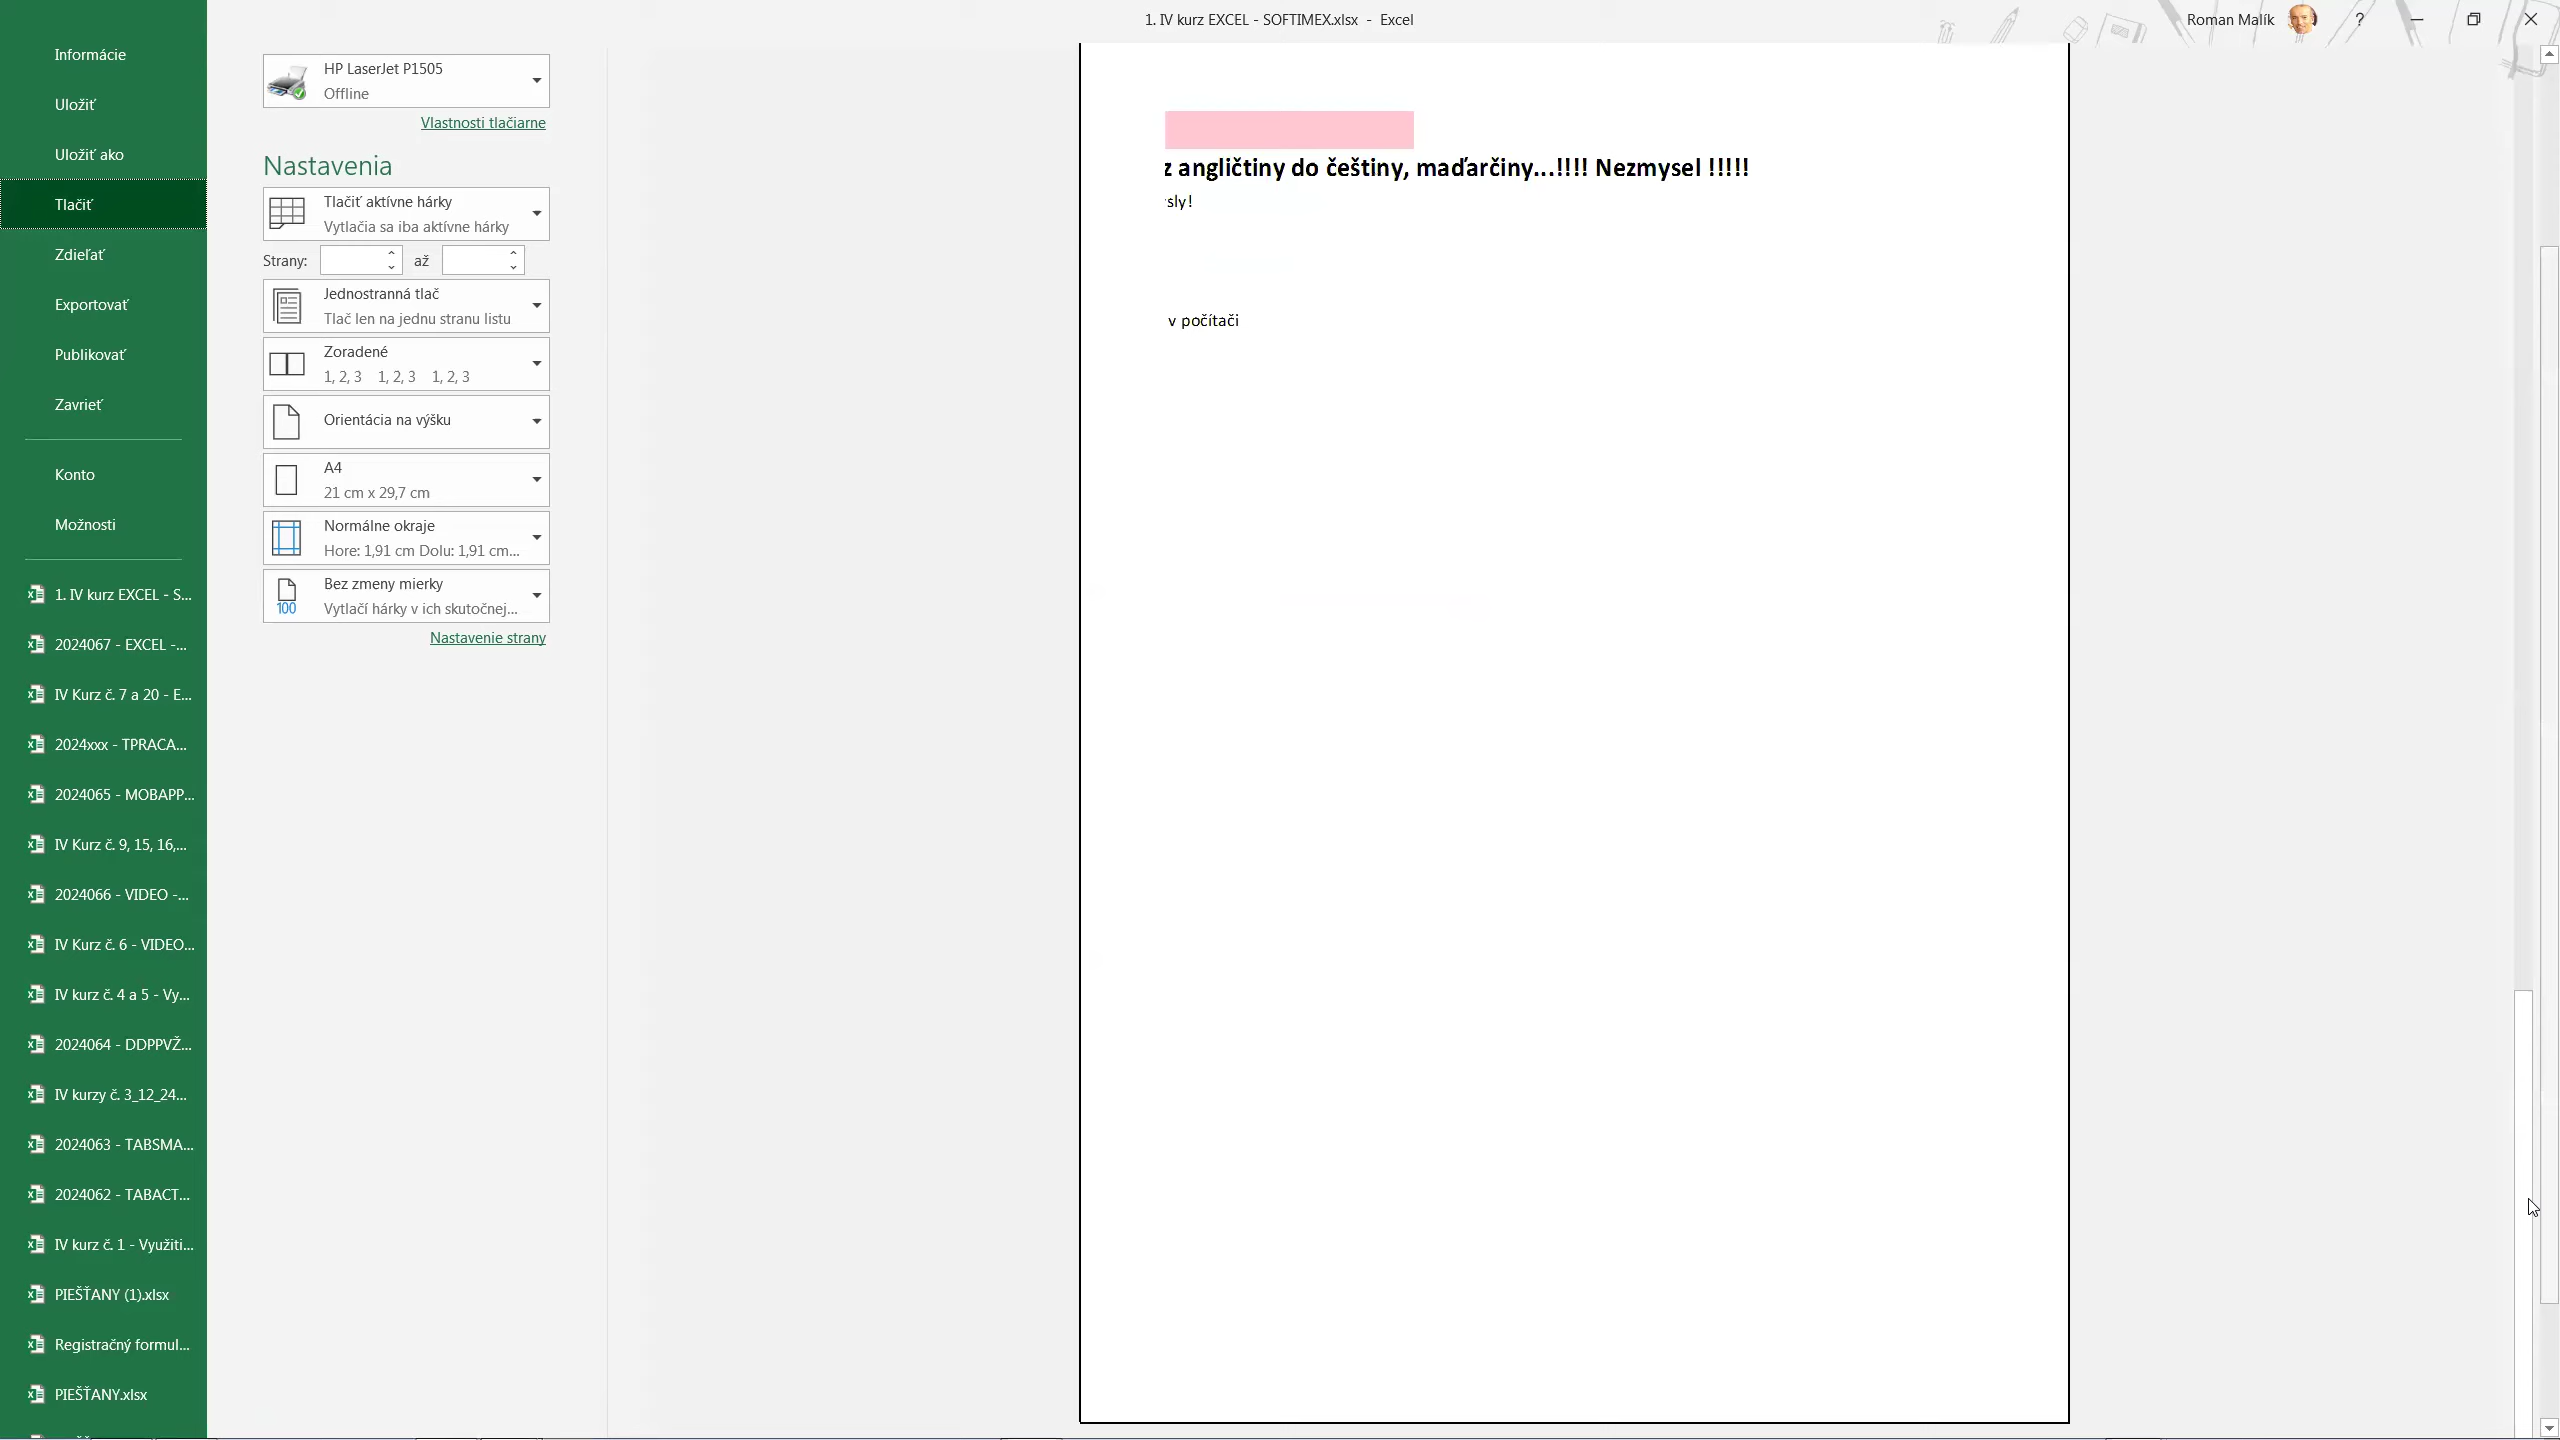 1. IV kurz EXCEL - SOFTIMEX.xlsx - Excel
Roman Malík
?
Informácie
Uložiť
Uložiť ako
Tlačiť
Zdieľať
Exportovať
Publikovať
Zavrieť
Konto
Možnosti
1. IV kurz EXCEL - S...
2024067 - EXCEL -...
IV Kurz č. 7 a 20 - E...
2024xxx - TPRACA...
2024065 - MOBAPP...
IV Kurz č. 9, 15, 16,...
2024066 - VIDEO -...
IV Kurz č. 6 - VIDEO...
IV kurz č. 4 a 5 - Vy...
2024064 - DDPPVŽ...
IV kurzy č. 3_12_24...
2024063 - TABSMA...
2024062 - TABACT...
IV kurz č. 1 - Využiti...
PIEŠŤANY (1).xlsx
Registračný formul...
PIEŠŤANY.xlsx
HP LaserJet P1505
Offline
Vlastnosti tlačiarne
Nastavenia
Tlačiť aktívne hárky
Vytlačia sa iba aktívne hárky
Strany: až
Jednostranná tlač
Tlač len na jednu stranu listu
Zoradené
1, 2, 3 1, 2, 3 1, 2, 3
Orientácia na výšku
A4
21 cm x 29,7 cm
Normálne okraje
Hore: 1,91 cm Dolu: 1,91 cm...
Bez zmeny mierky
100
Vytlačí hárky v ich skutočnej...
Nastavenie strany
z angličtiny do češtiny, maďarčiny...!!!! Nezmysel !!!!!
sly!
v počítači